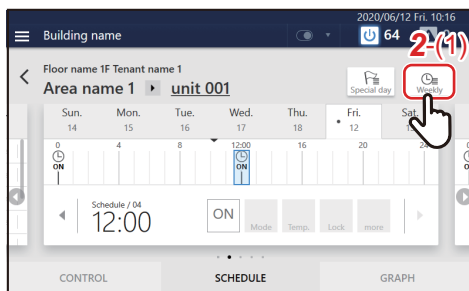 2020/06/12 Fri. 10:16
Building name
64
2-(1)
Floor name 1F Tenant name 1
Area name 1 unit 001
Special day
Weekly
Sun. Mon. Tue. Wed. Thu. Fri. Sat.
14 15 16 17 18 12
0 4 8 12:00 16 20 24
ON ON
Schedule / 04
12:00
ON Mode Temp. Lock more
CONTROL SCHEDULE GRAPH